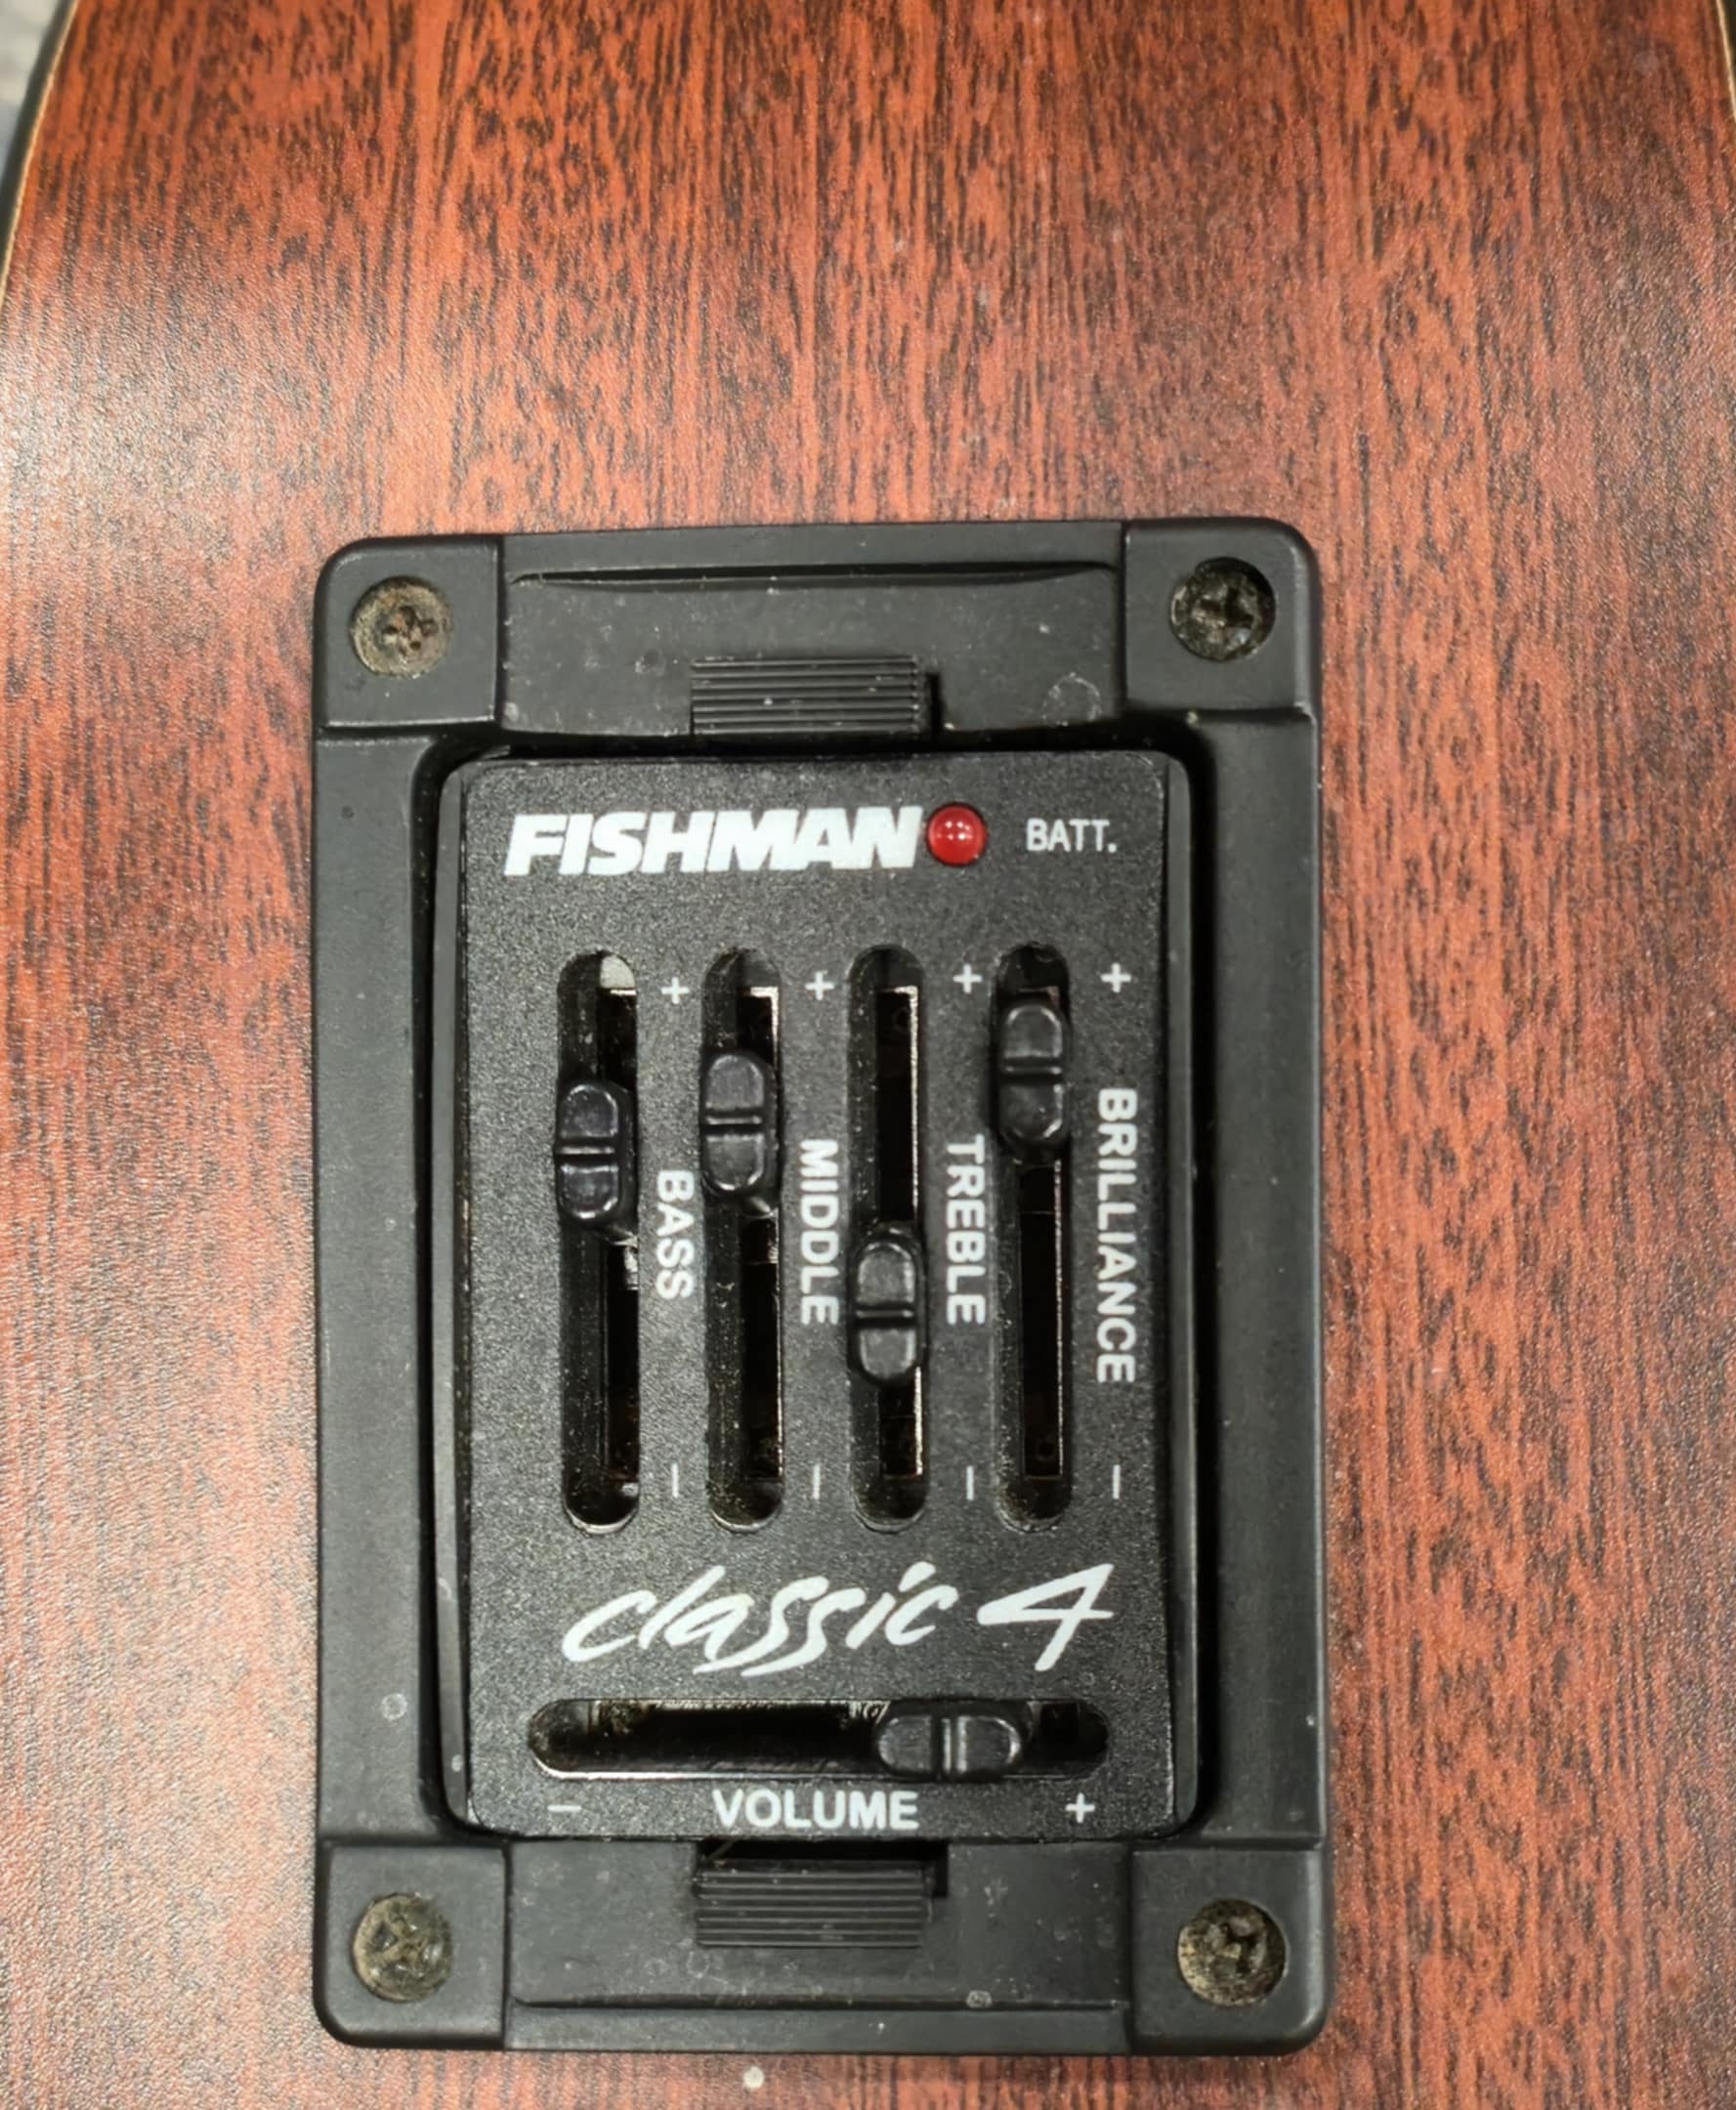 FISHMAN BATT.
+ + + +
BASS MIDDLE TREBLE BRILLIANCE
- - - -
classic 4
- VOLUME +